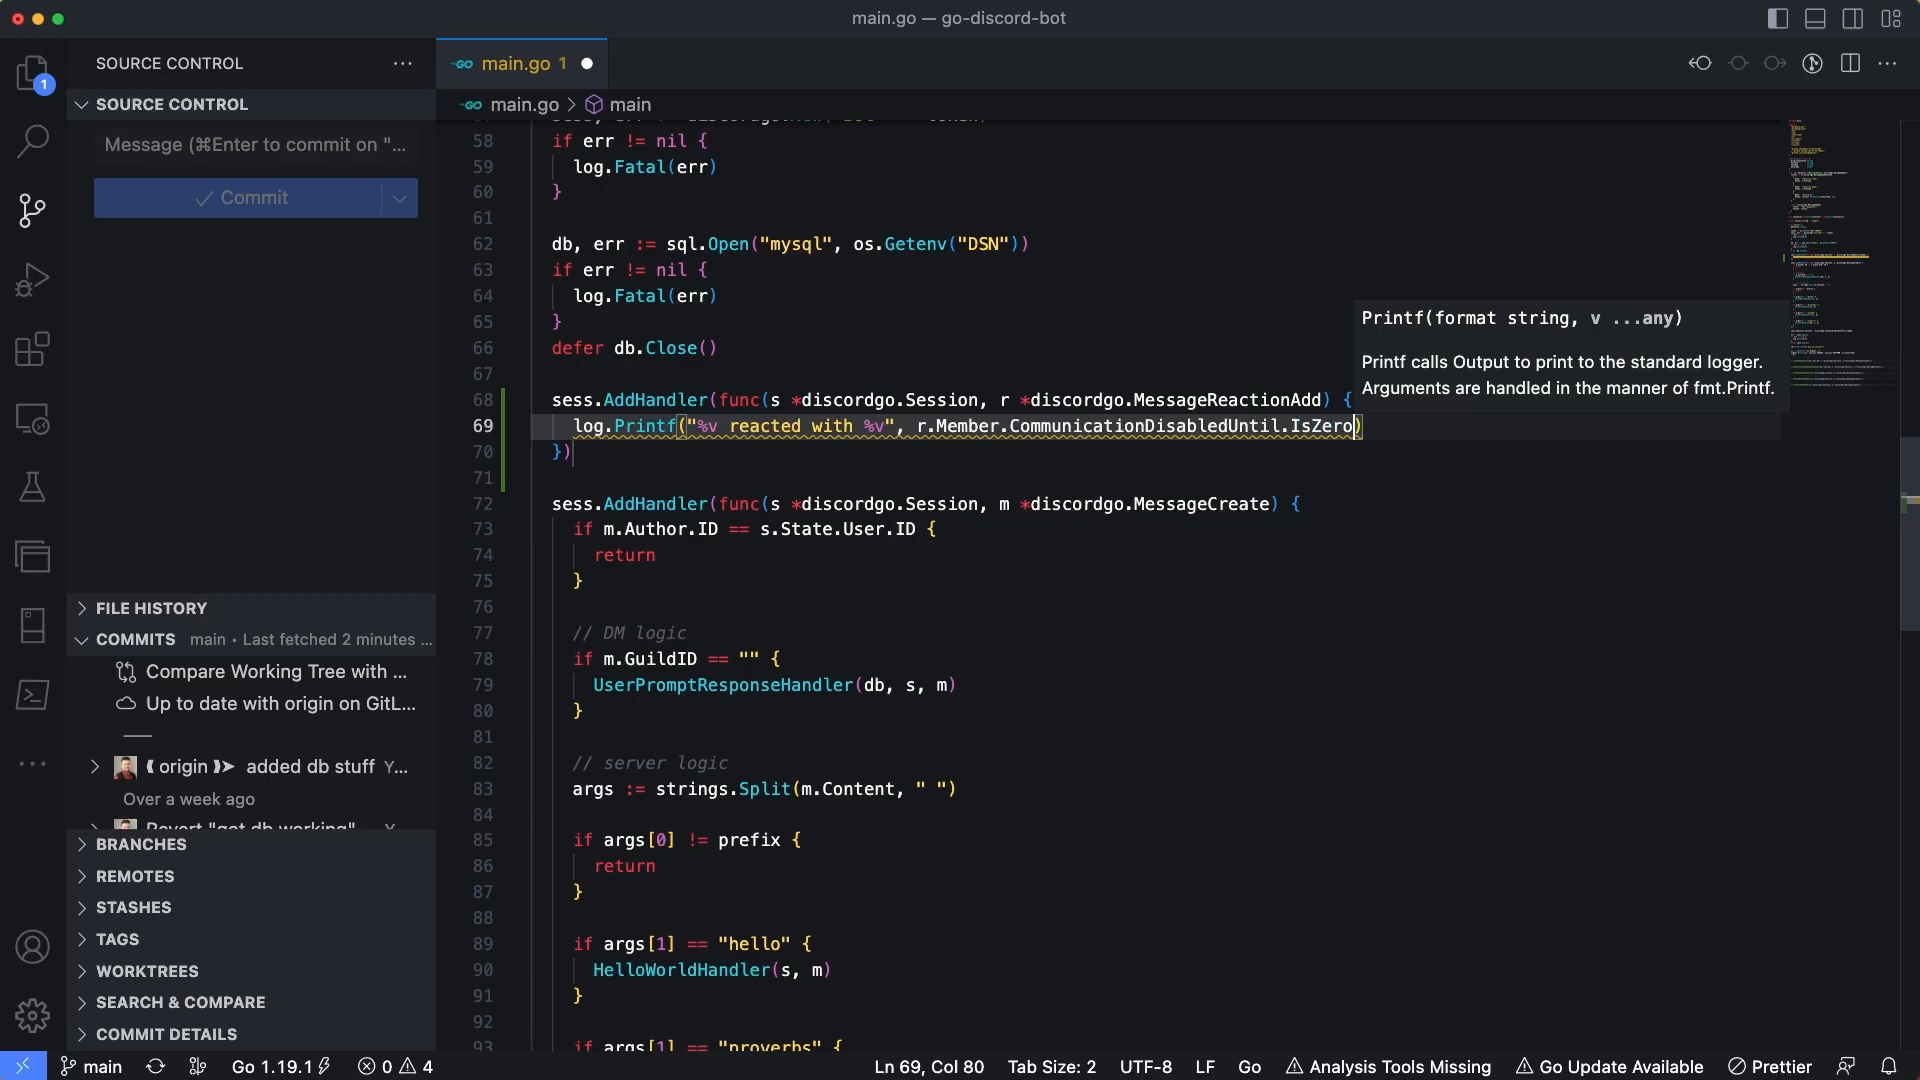 main.go — go-discord-bot
SOURCE CONTROL
main.go 1
1
SOURCE CONTROL
main.go > main
Message (⌘Enter to commit on "...
Commit
58 if err != nil {
59 log.Fatal(err)
60 }
61
62 db, err := sql.Open("mysql", os.Getenv("DSN"))
63 if err != nil {
64 log.Fatal(err)
65 }
66 defer db.Close()
67
68 sess.AddHandler(func(s *discordgo.Session, r *discordgo.MessageReactionAdd) {
69 log.Printf("%v reacted with %v", r.Member.CommunicationDisabledUntil.IsZero)
70 })
71
72 sess.AddHandler(func(s *discordgo.Session, m *discordgo.MessageCreate) {
73 if m.Author.ID == s.State.User.ID {
74 return
75 }
76
77 // DM logic
78 if m.GuildID == "" {
79 UserPromptResponseHandler(db, s, m)
80 }
81
82 // server logic
83 args := strings.Split(m.Content, " ")
84
85 if args[0] != prefix {
86 return
87 }
88
89 if args[1] == "hello" {
90 HelloWorldHandler(s, m)
91 }
92
93 if args[1] == "proverbs" {
Printf(format string, v ...any)
Printf calls Output to print to the standard logger.
Arguments are handled in the manner of fmt.Printf.
FILE HISTORY
COMMITS main • Last fetched 2 minutes ...
Compare Working Tree with ...
Up to date with origin on GitL...
origin added db stuff Y...
Over a week ago
Revert "got db working" Y
BRANCHES
REMOTES
STASHES
TAGS
WORKTREES
SEARCH & COMPARE
COMMIT DETAILS
main Go 1.19.1 0 4 Ln 69, Col 80 Tab Size: 2 UTF-8 LF Go Analysis Tools Missing Go Update Available Prettier